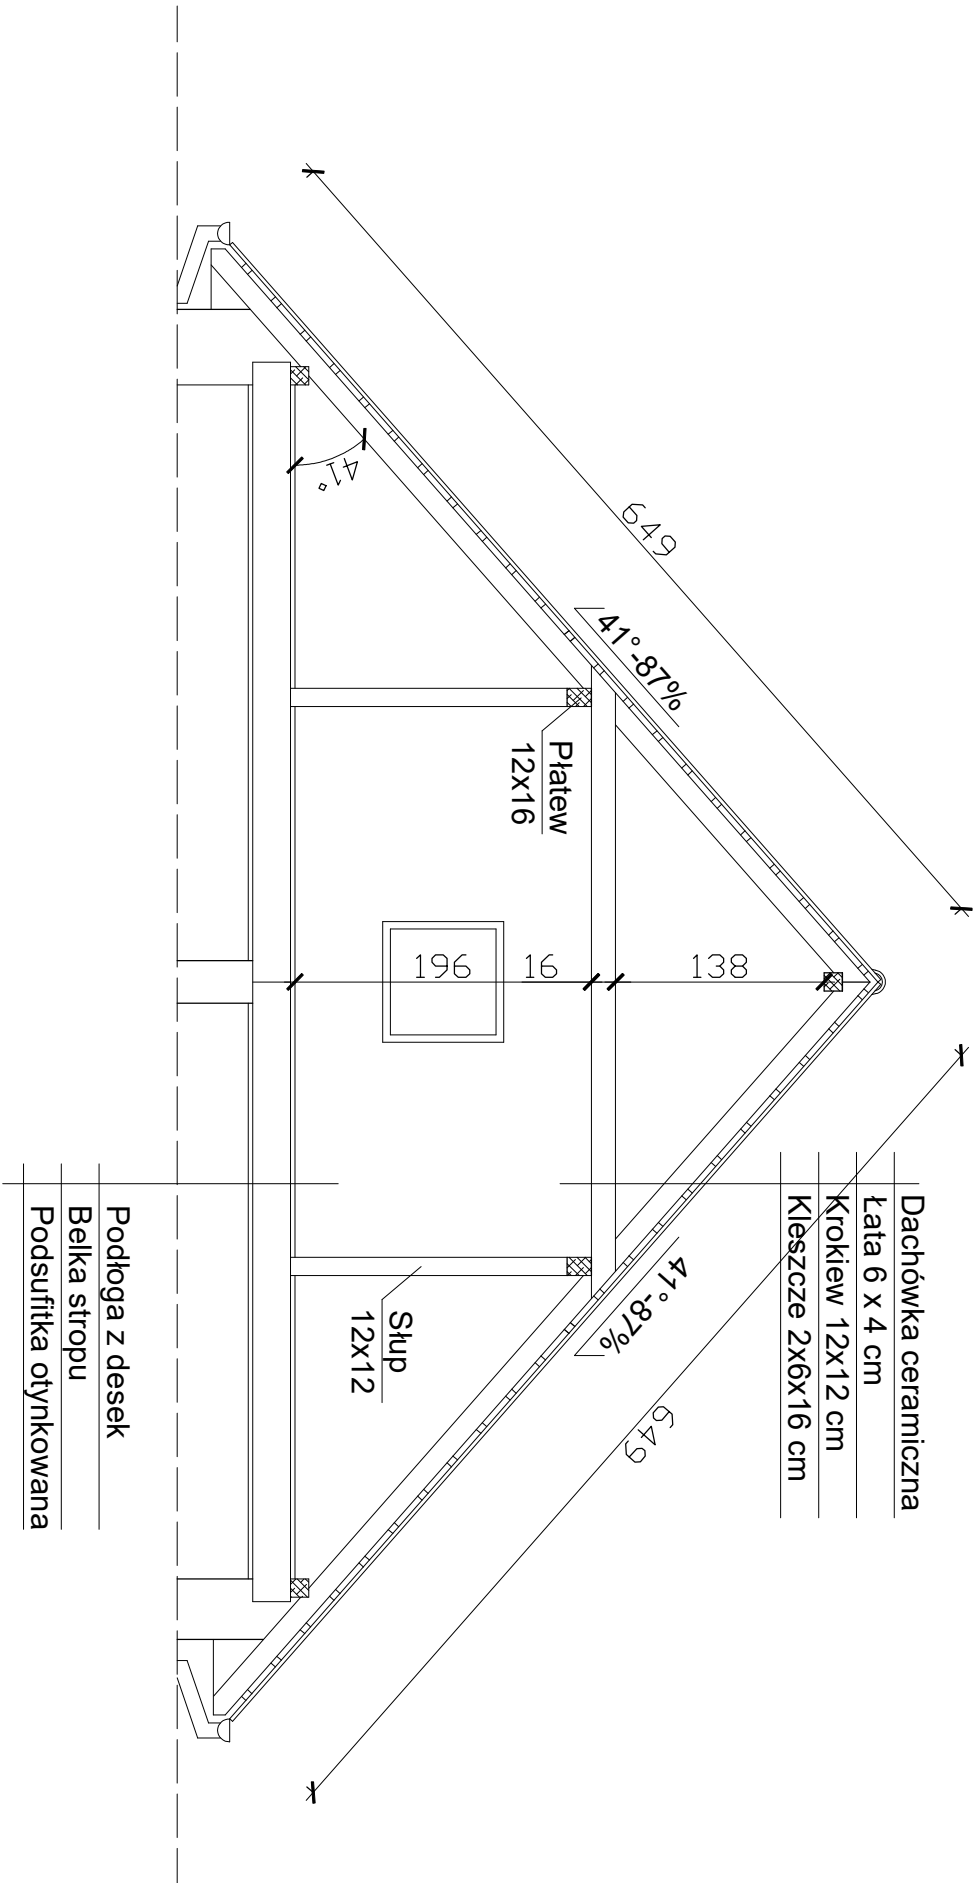 649
41°-87%
41°
Płatew
12x16
196
16
138
Dachówka ceramiczna
Łata 6 x 4 cm
Krokiew 12x12 cm
Kleszcze 2x6x16 cm
41°-87%
649
Słup
12x12
Podłoga z desek
Belka stropu
Podsufitka otynkowana